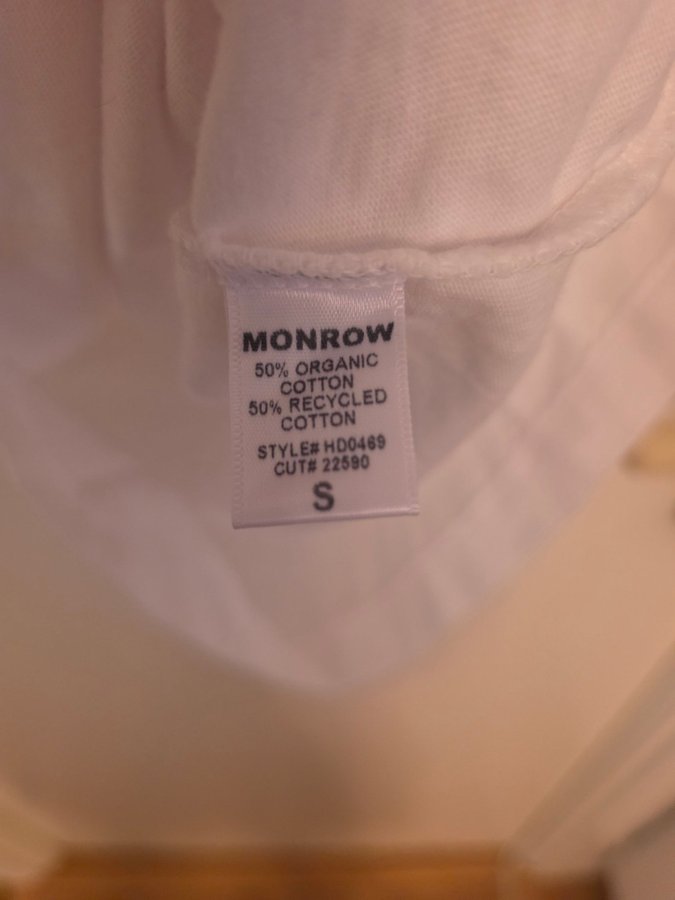 MONROW
50% ORGANIC
COTTON
50% RECYCLED
COTTON
STYLE# HD0469
CUT# 22590
S